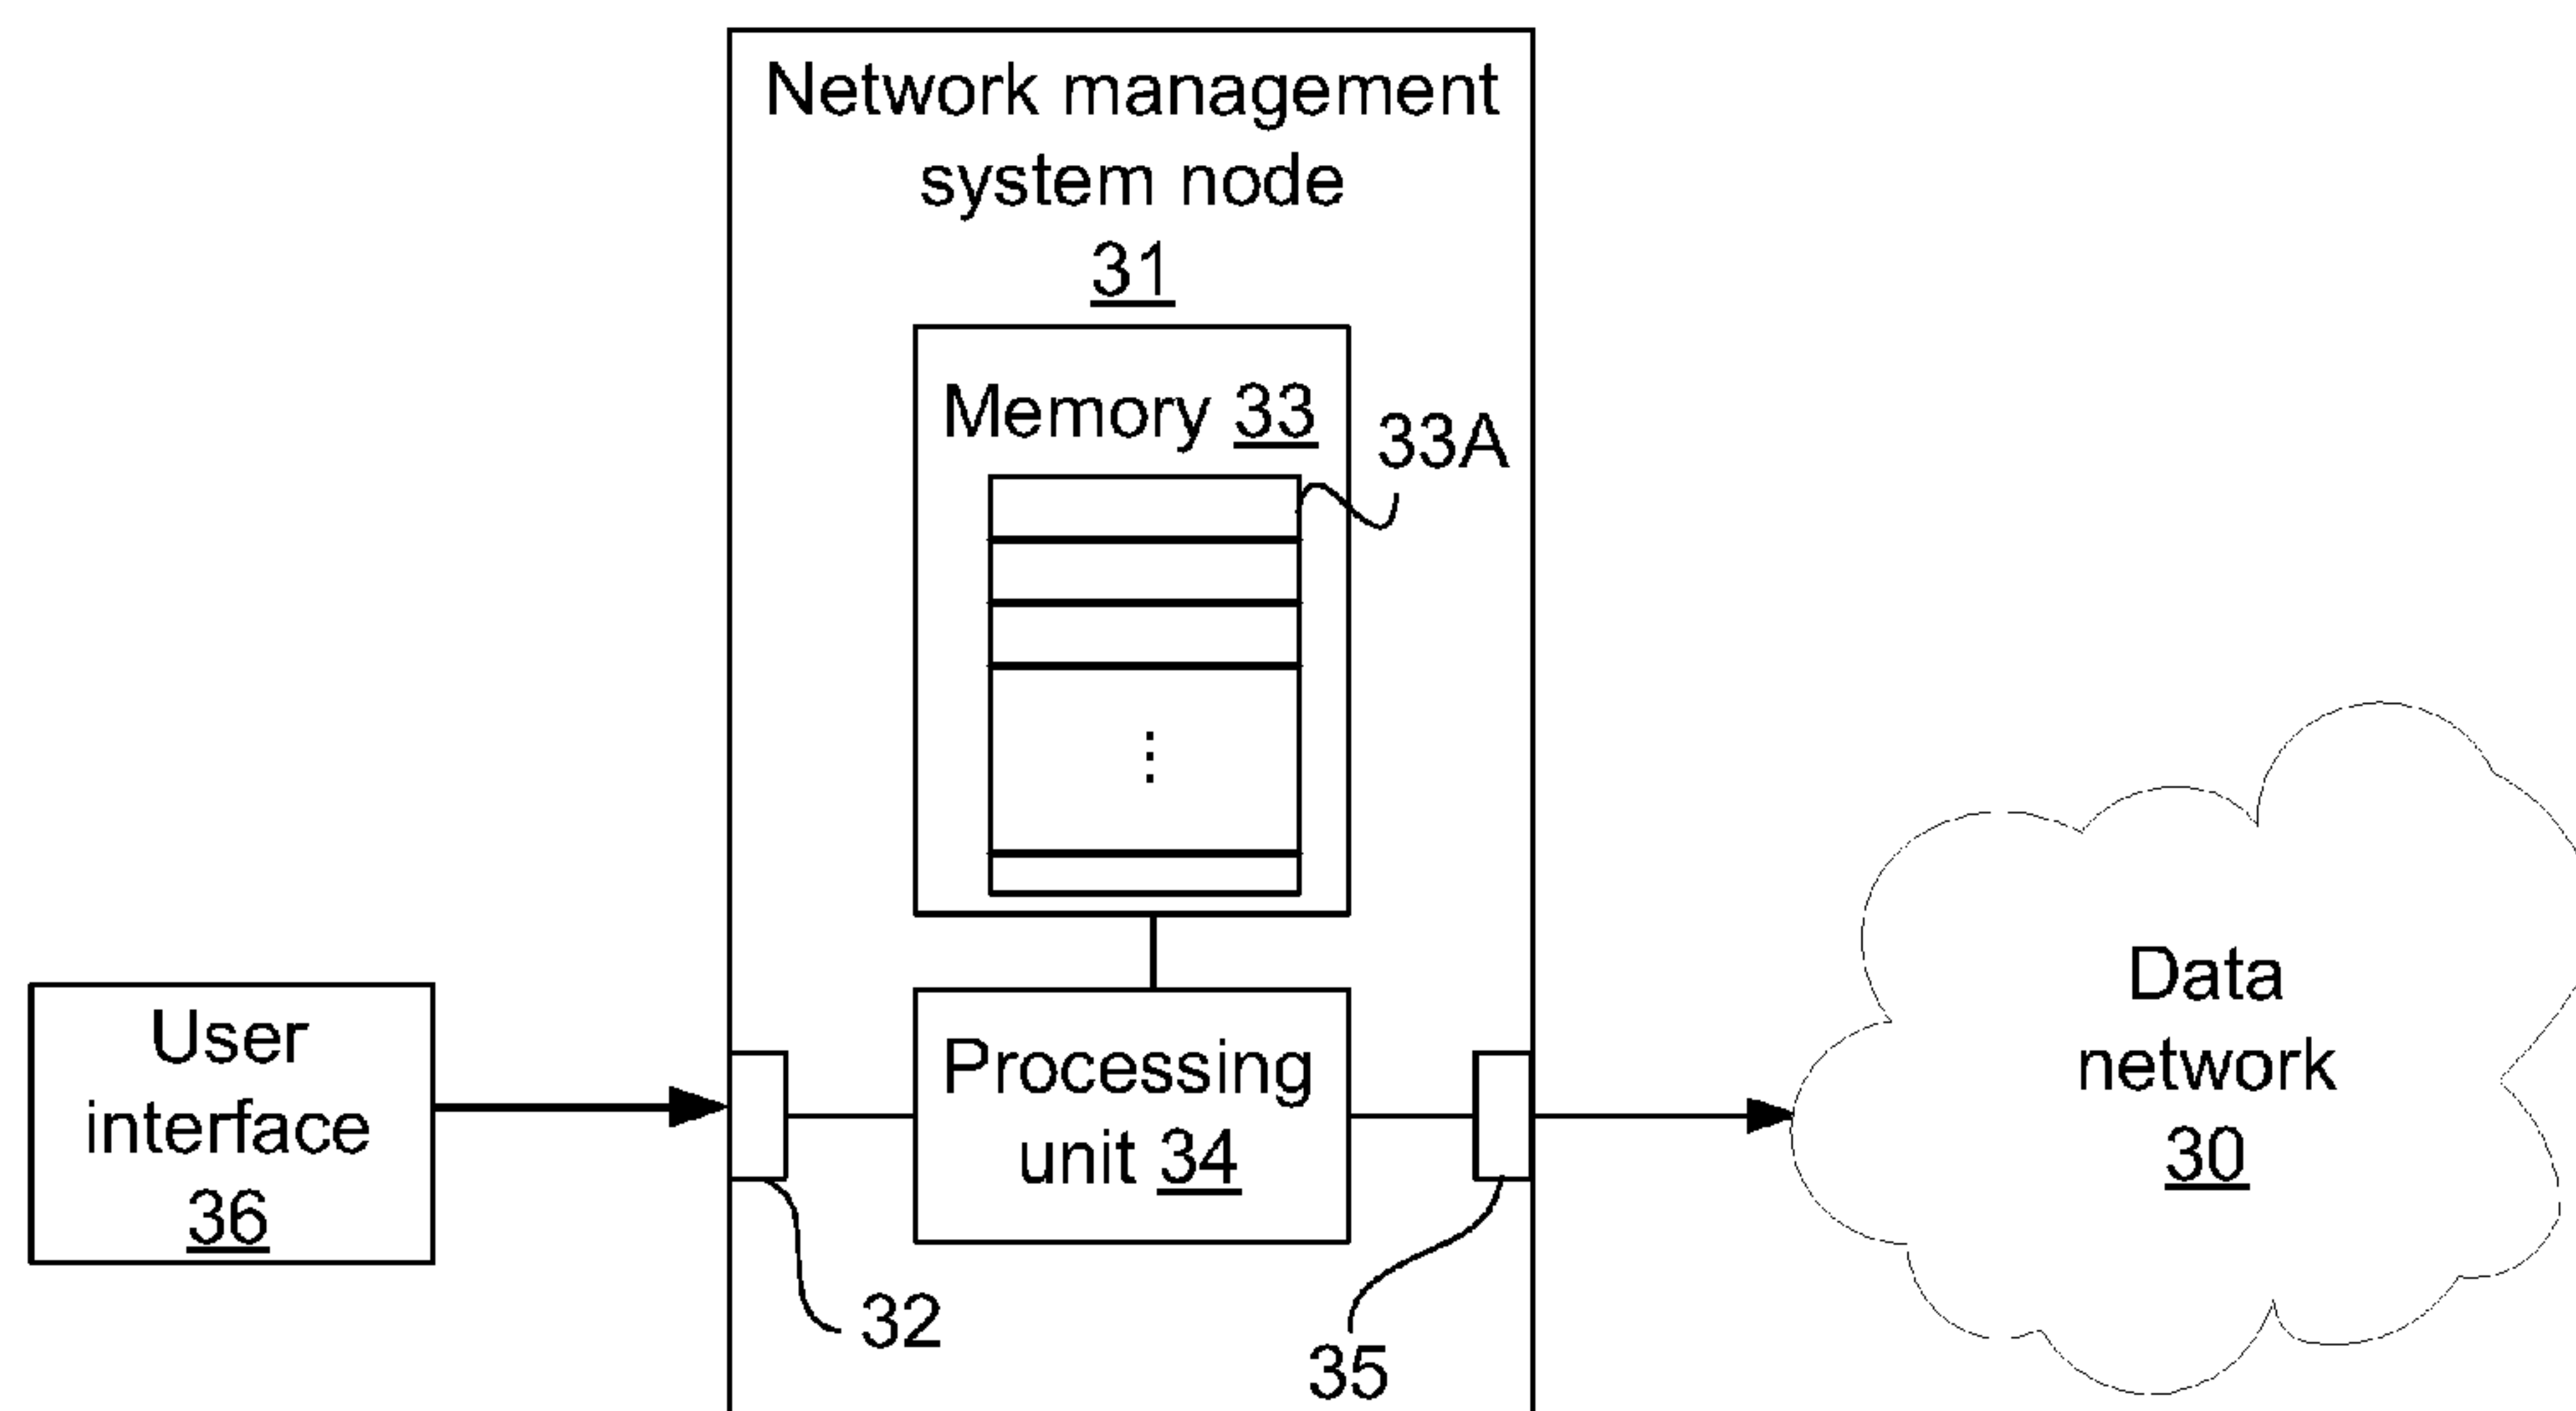 Network management
system node
31
Memory 33
33A
⋮
User
interface
36
Processing
unit 34
Data
network
30
32
35